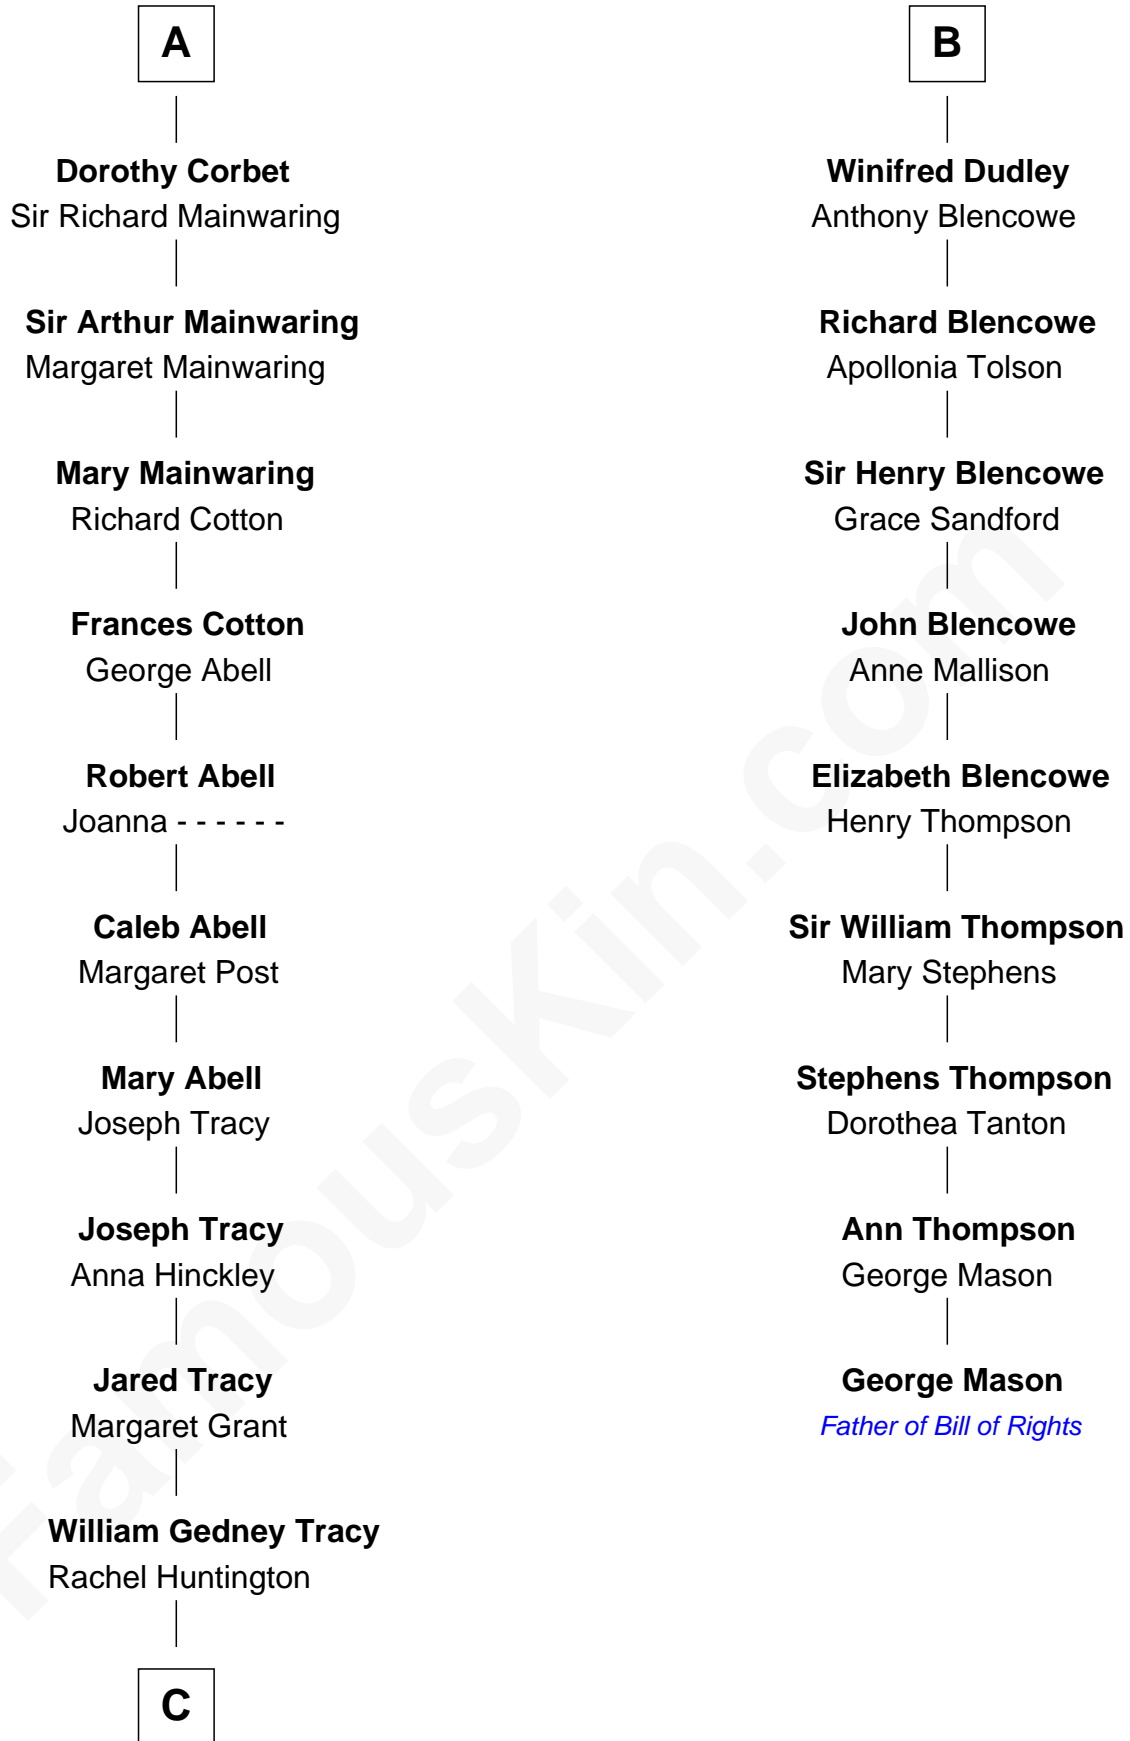 A
Dorothy Corbet
Sir Richard Mainwaring
Sir Arthur Mainwaring
Margaret Mainwaring
Mary Mainwaring
Richard Cotton
Frances Cotton
George Abell
Robert Abell
Joanna - - - - - -
Caleb Abell
Margaret Post
Mary Abell
Joseph Tracy
Joseph Tracy
Anna Hinckley
Jared Tracy
Margaret Grant
William Gedney Tracy
Rachel Huntington
C
B
Winifred Dudley
Anthony Blencowe
Richard Blencowe
Apollonia Tolson
Sir Henry Blencowe
Grace Sandford
John Blencowe
Anne Mallison
Elizabeth Blencowe
Henry Thompson
Sir William Thompson
Mary Stephens
Stephens Thompson
Dorothea Tanton
Ann Thompson
George Mason
George Mason
Father of Bill of Rights
FamousKin.com